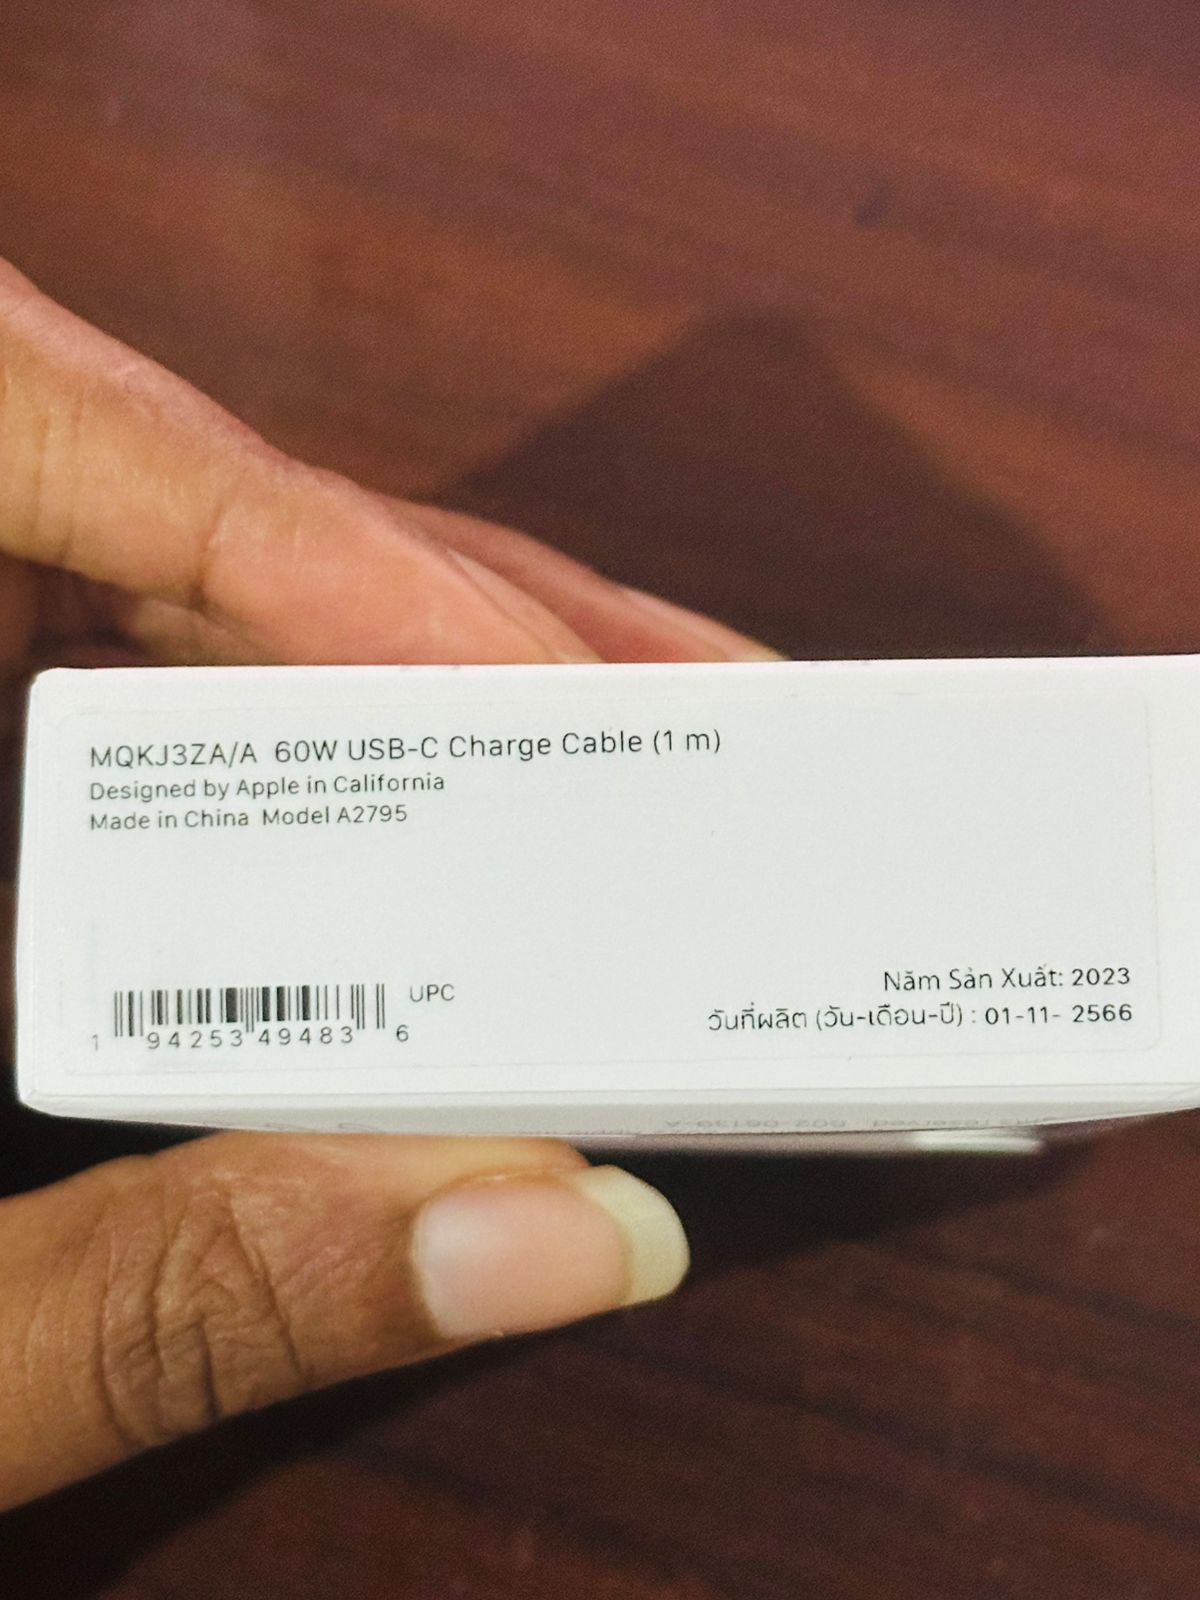 MQKJ3ZA/A 60W USB-C Charge Cable (1 m)
Designed by Apple in California
Made in China Model A2795
UPC
1 94253 49483 6
Năm Sản Xuất: 2023
วันที่ผลิต (วัน-เดือน-ปี) : 01-11- 2566